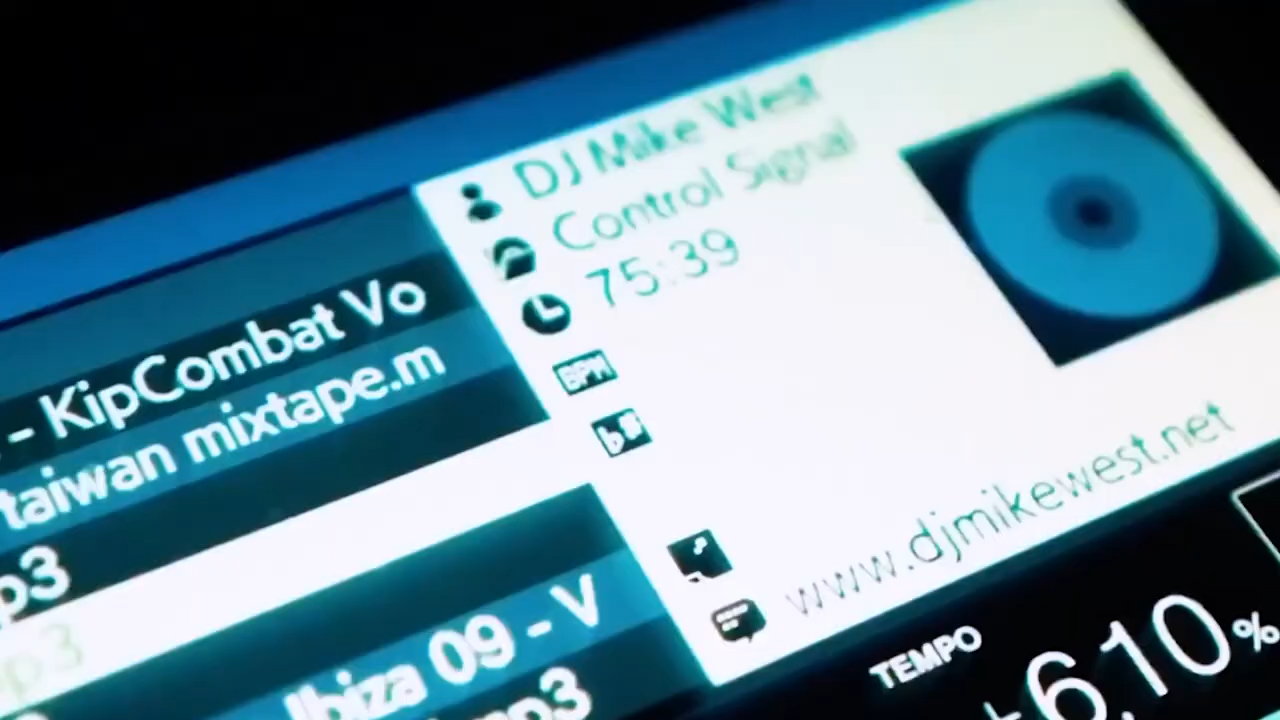 - KipCombat Vo
taiwan mixtape.m
p3
p3
Ibiza 09 - V
mp3
DJ Mike West
Control Signal
75:39
BPM
b#
www.djmikewest.net
TEMPO
+6.10%